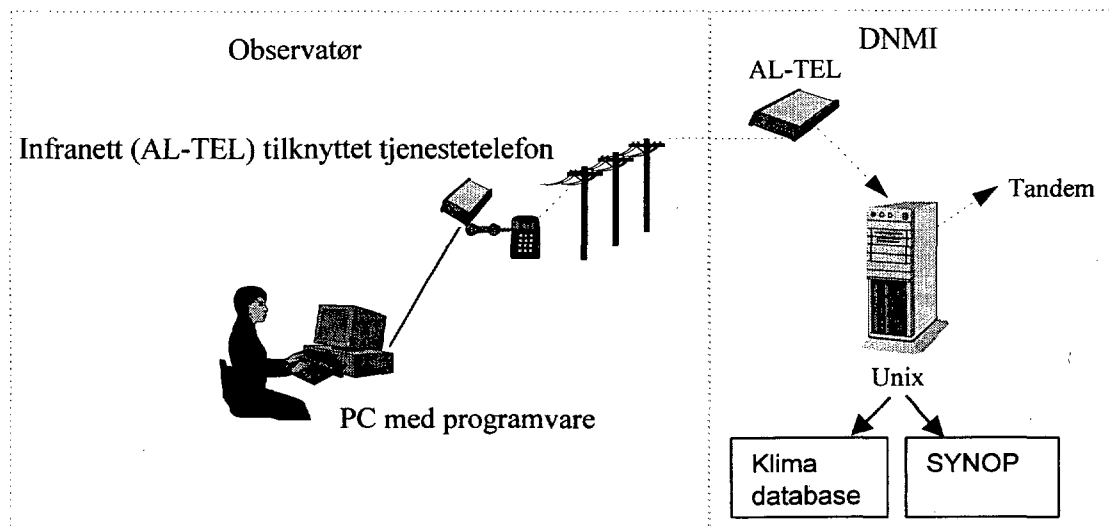 Observatør
Infranett (AL-TEL) tilknyttet tjenestetelefon
PC med programvare
DNMI
AL-TEL
Tandem
Unix
Klima
database
SYNOP